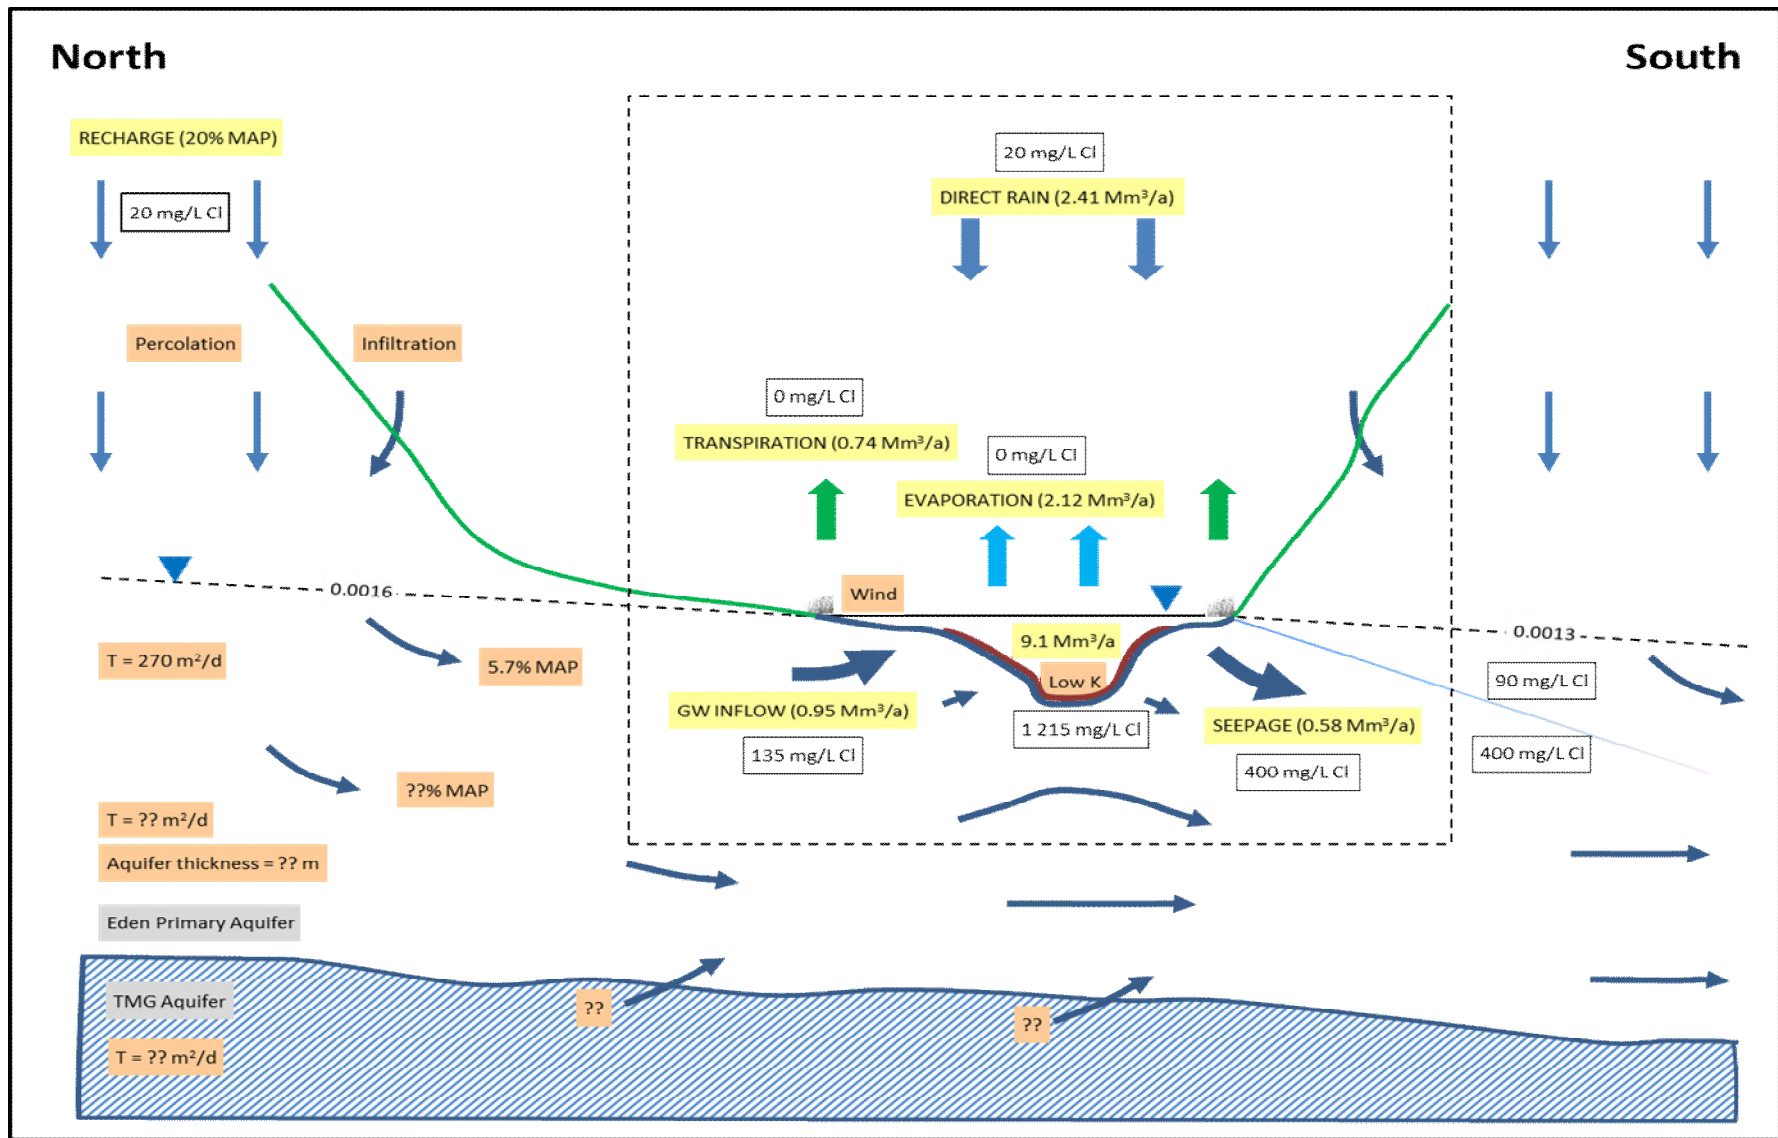 North
South
RECHARGE (20% MAP)
20 mg/L Cl
20 mg/L Cl
DIRECT RAIN (2.41 Mm³/a)
Percolation
Infiltration
0 mg/L Cl
TRANSPIRATION (0.74 Mm³/a)
0 mg/L Cl
EVAPORATION (2.12 Mm³/a)
0.0016
Wind
0.0013
9.1 Mm³/a
T = 270 m²/d
5.7% MAP
Low K
90 mg/L Cl
GW INFLOW (0.95 Mm³/a)
1 215 mg/L Cl
SEEPAGE (0.58 Mm³/a)
135 mg/L Cl
400 mg/L Cl
400 mg/L Cl
??% MAP
T = ?? m²/d
Aquifer thickness = ?? m
Eden Primary Aquifer
TMG Aquifer
??
??
T = ?? m²/d